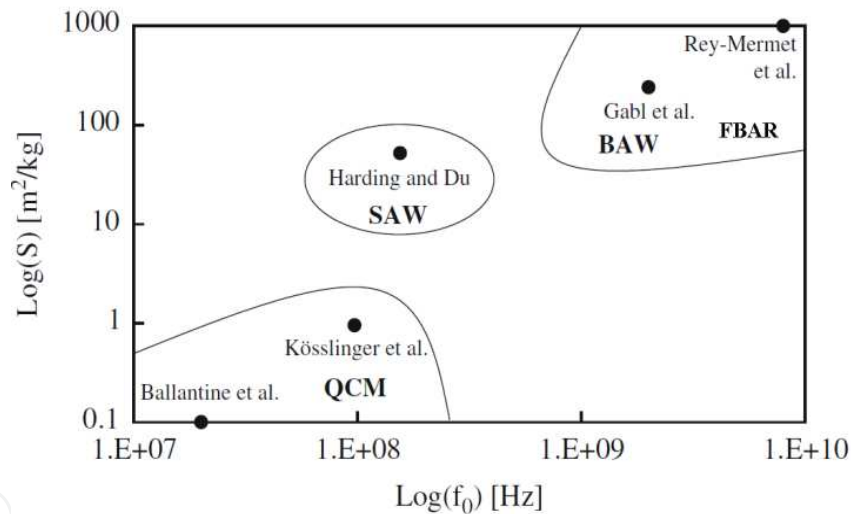 1000
Rey-Mermet
et al.
Gabl et al.
100
BAW
FBAR
Harding and Du
SAW
10
Log(S) [m²/kg]
1
Kösslinger et al.
QCM
Ballantine et al.
0.1
1.E+07
1.E+08
1.E+09
1.E+10
Log(f₀) [Hz]